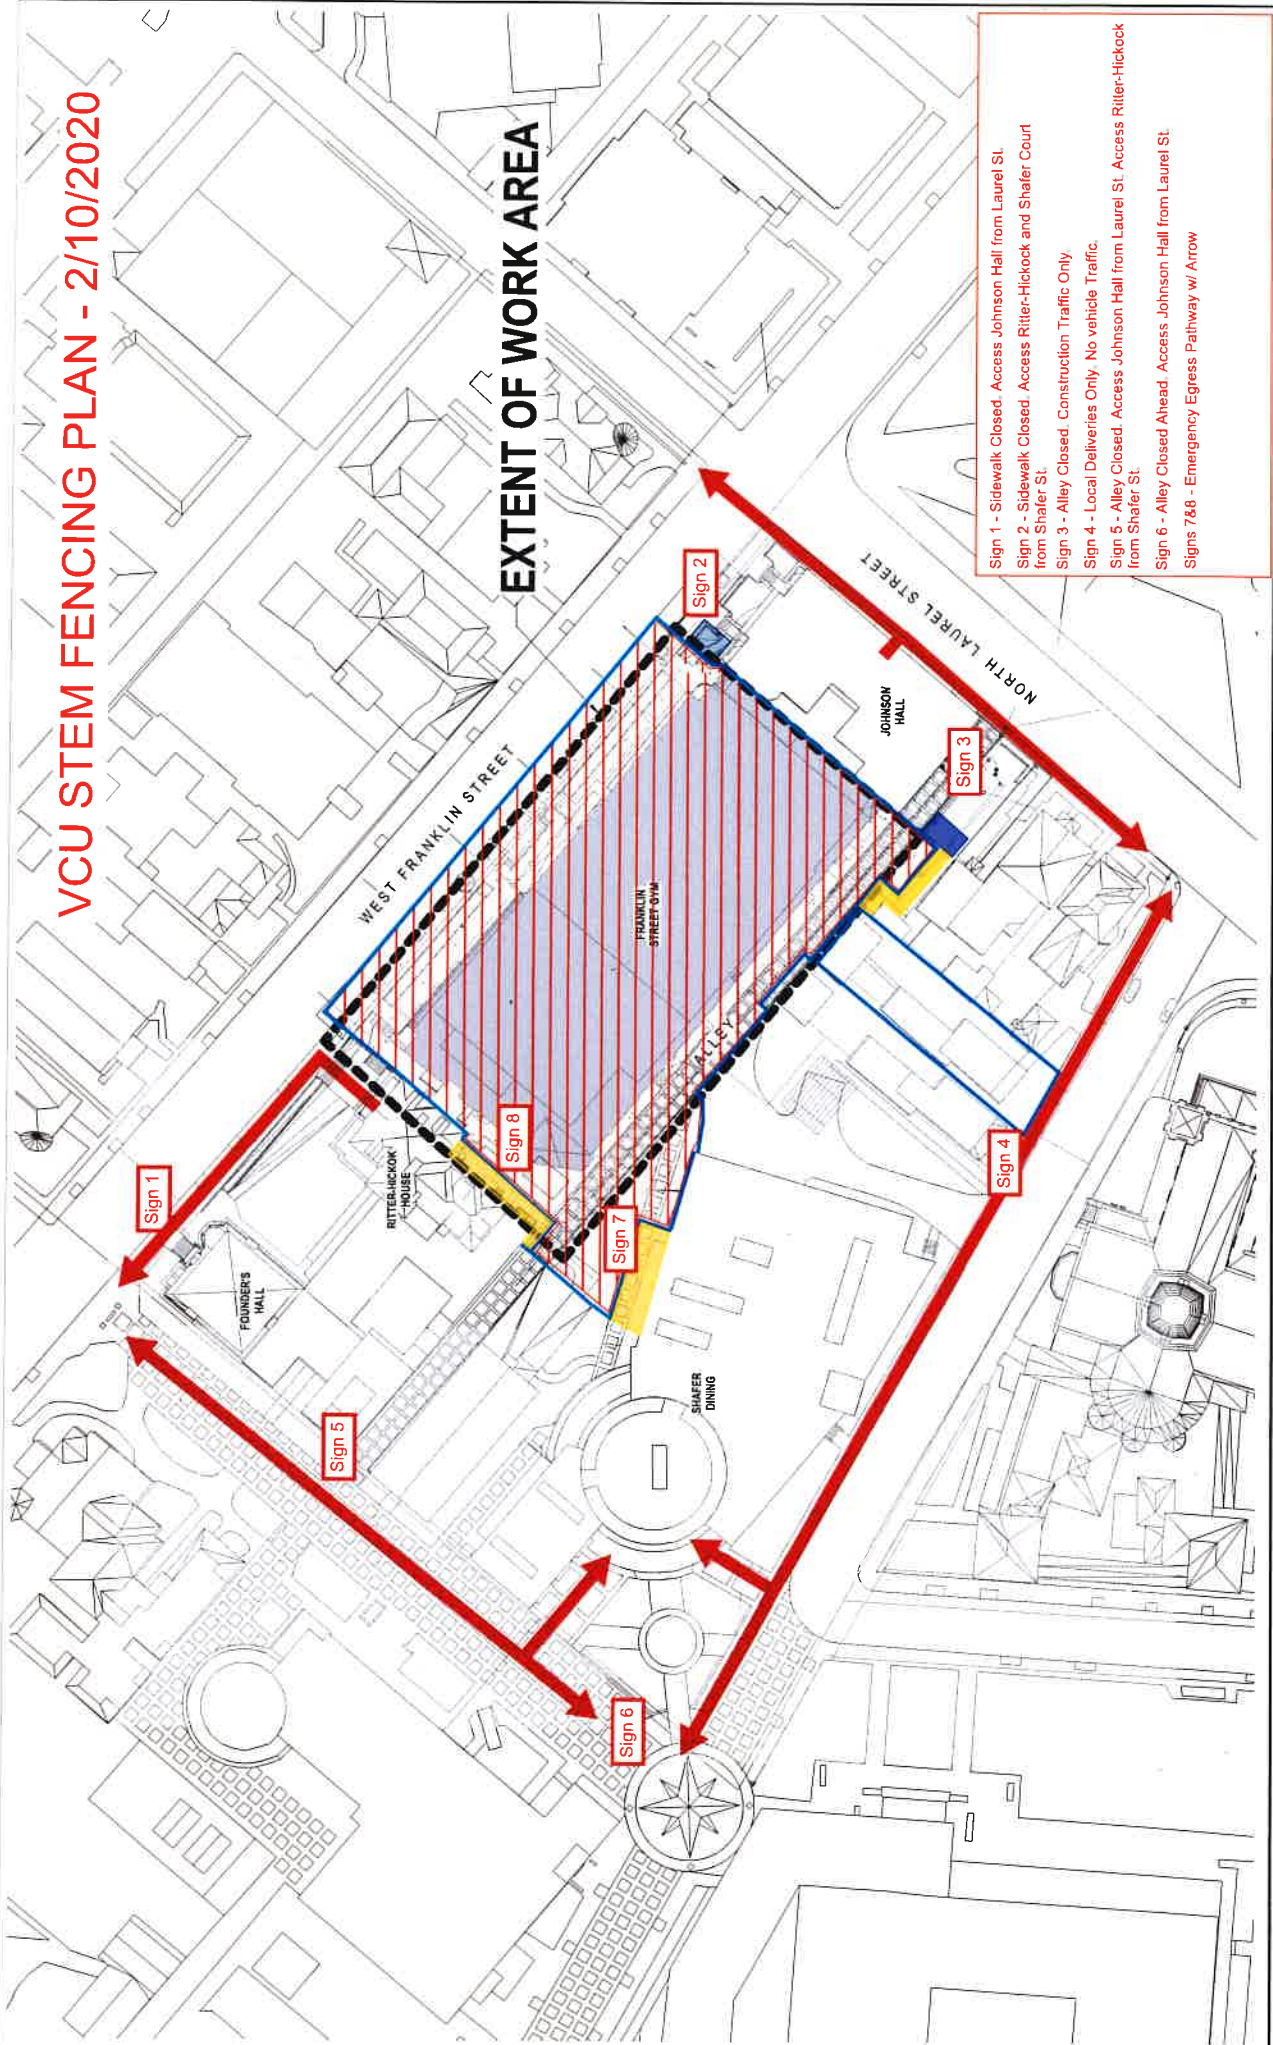 VCU STEM FENCING PLAN - 2/10/2020
EXTENT OF WORK AREA
WEST FRANKLIN STREET
NORTH LAUREL STREET
ALLEY
FRANKLIN
STREET GYM
JOHNSON
HALL
RITTER-HICKOK
HOUSE
FOUNDER'S
HALL
SHAFER
DINING
Sign 1
Sign 2
Sign 3
Sign 4
Sign 5
Sign 6
Sign 7
Sign 8
Sign 1 - Sidewalk Closed. Access Johnson Hall from Laurel St.
Sign 2 - Sidewalk Closed. Access Ritter-Hickock and Shafer Court
from Shafer St.
Sign 3 - Alley Closed. Construction Traffic Only.
Sign 4 - Local Deliveries Only. No vehicle Traffic.
Sign 5 - Alley Closed. Access Johnson Hall from Laurel St. Access Ritter-Hickock
from Shafer St.
Sign 6 - Alley Closed Ahead. Access Johnson Hall from Laurel St.
Signs 7&8 - Emergency Egress Pathway w/ Arrow